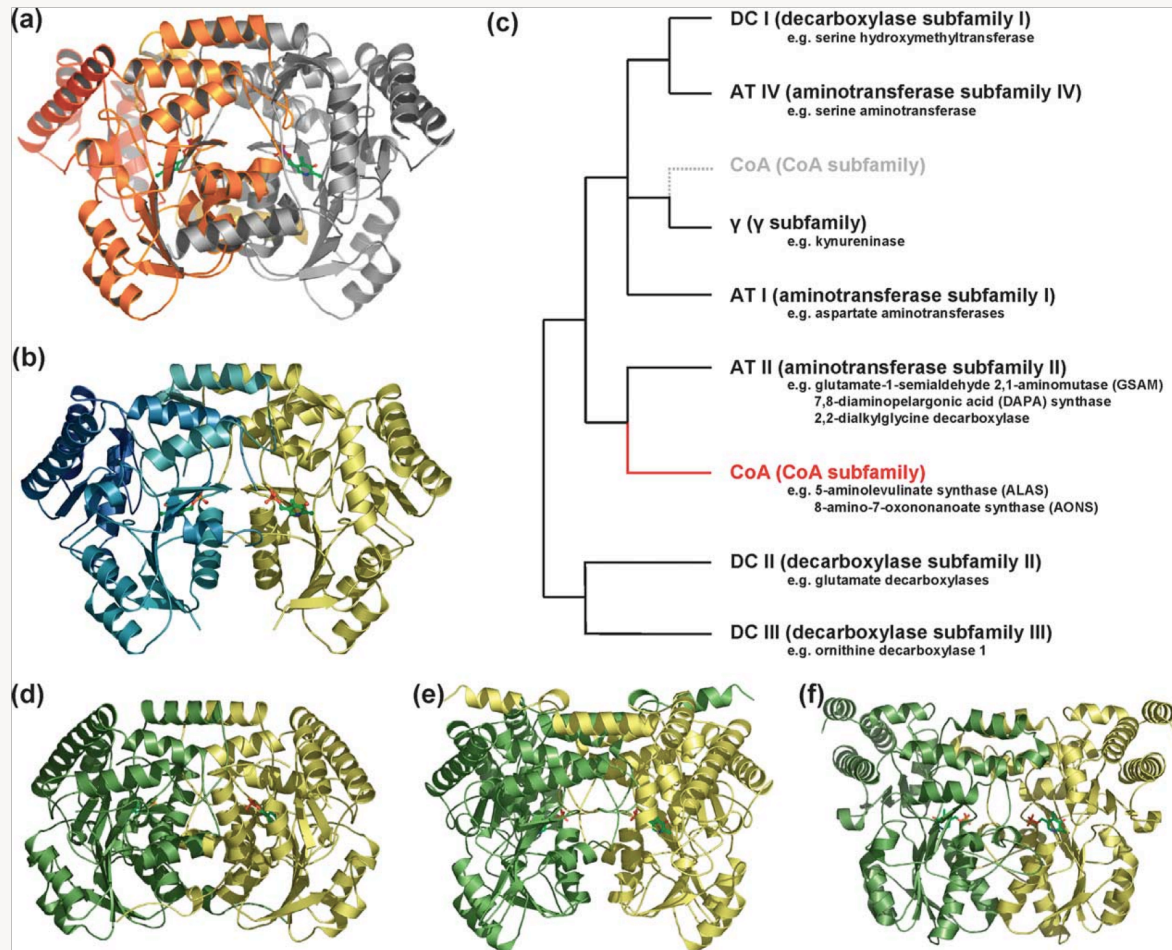 (a)
(c)
DC I (decarboxylase subfamily I)
e.g. serine hydroxymethyltransferase
AT IV (aminotransferase subfamily IV)
e.g. serine aminotransferase
CoA (CoA subfamily)
γ (γ subfamily)
e.g. kynureninase
AT I (aminotransferase subfamily I)
e.g. aspartate aminotransferases
(b)
AT II (aminotransferase subfamily II)
e.g. glutamate-1-semialdehyde 2,1-aminomutase (GSAM)
7,8-diaminopelargonic acid (DAPA) synthase
2,2-dialkylglycine decarboxylase
CoA (CoA subfamily)
e.g. 5-aminolevulinate synthase (ALAS)
8-amino-7-oxononanoate synthase (AONS)
DC II (decarboxylase subfamily II)
e.g. glutamate decarboxylases
DC III (decarboxylase subfamily III)
e.g. ornithine decarboxylase 1
(d)
(e)
(f)